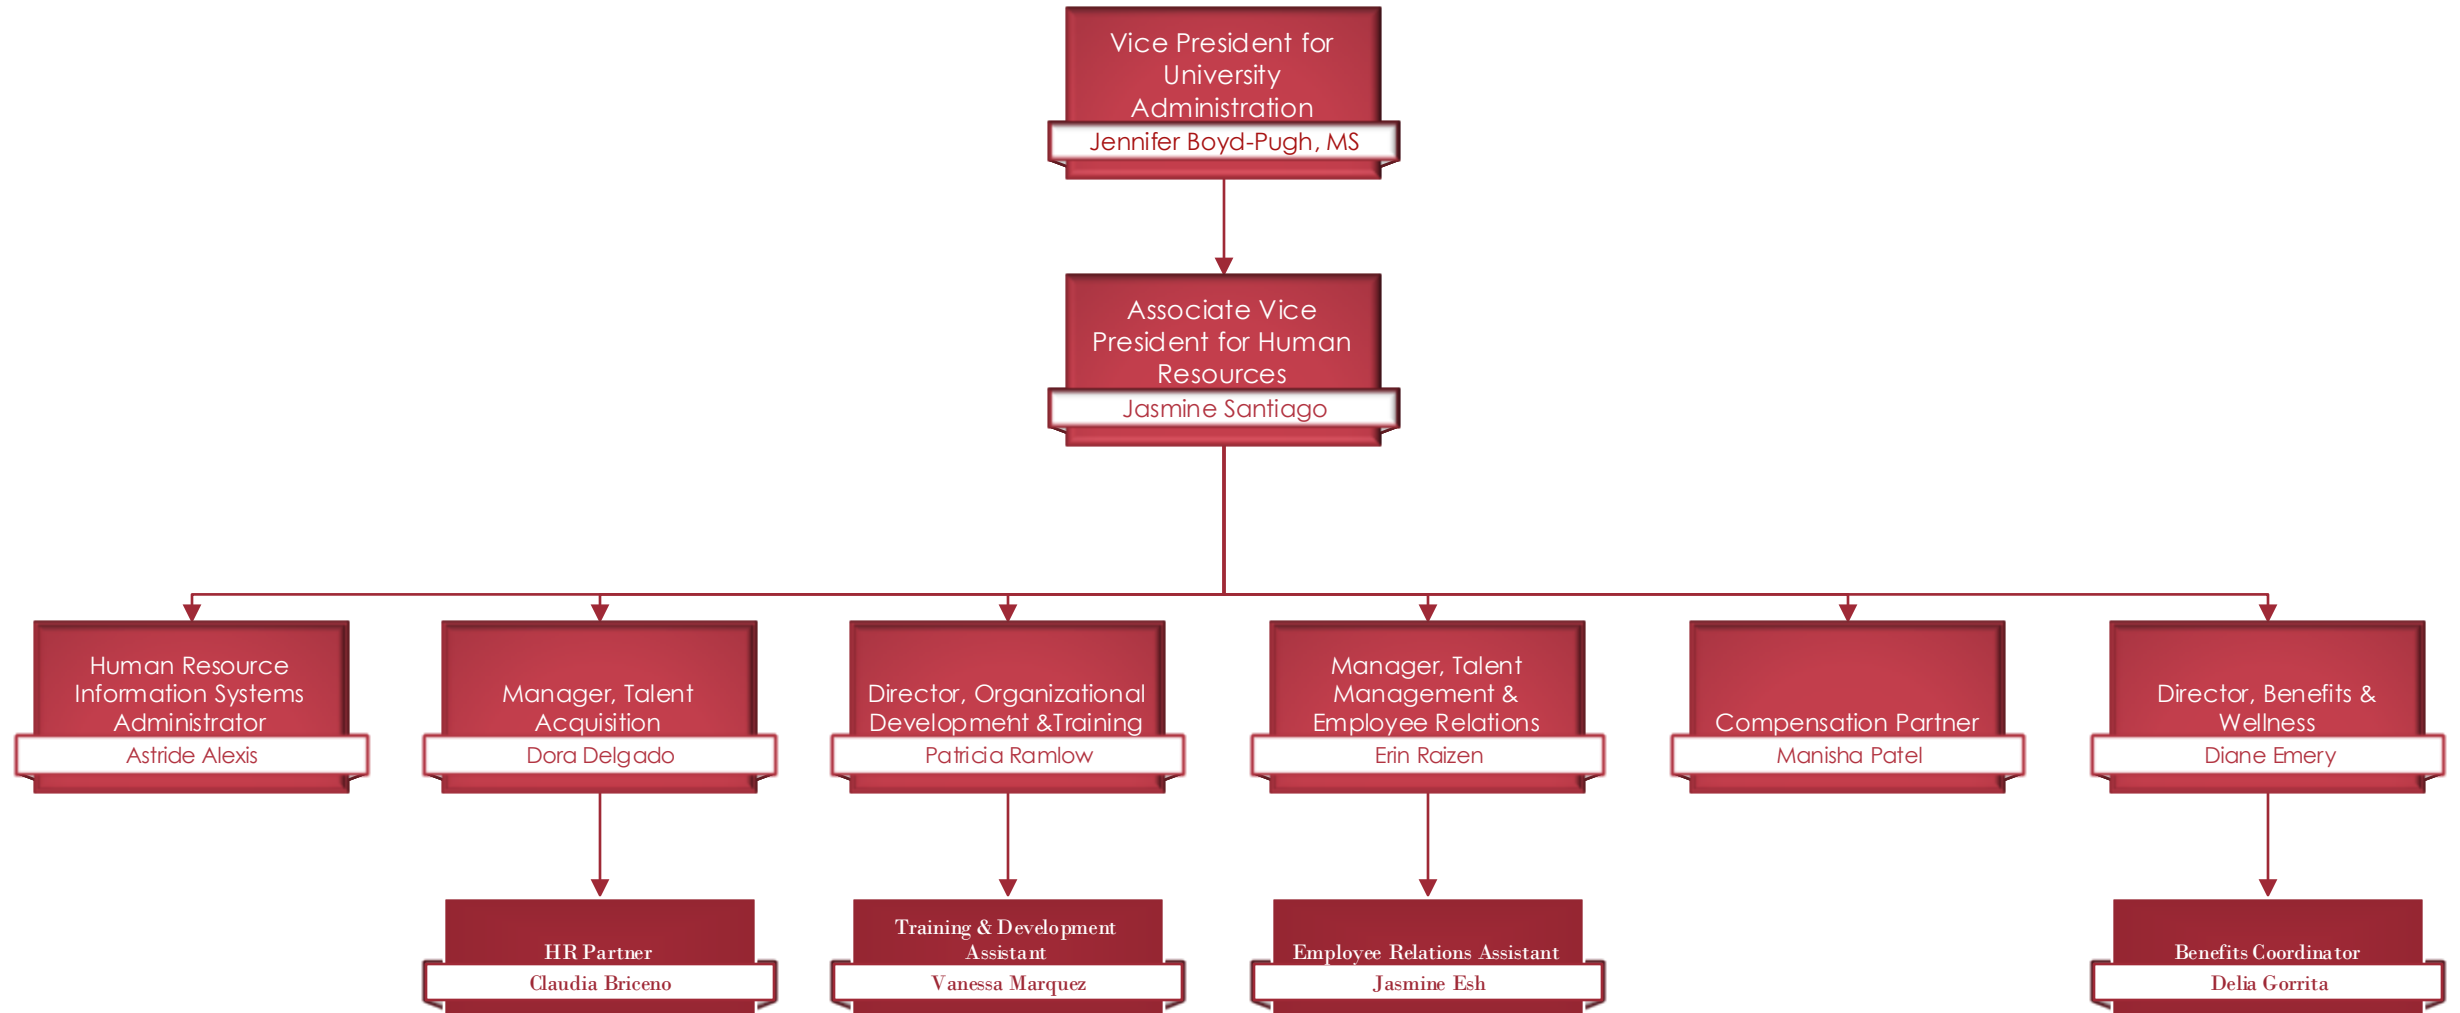 Vice President for
University
Administration
Jennifer Boyd-Pugh, MS
Associate Vice
President for Human
Resources
Jasmine Santiago
Human Resource
Information Systems
Administrator
Astride Alexis
Manager, Talent
Acquisition
Dora Delgado
Director, Organizational
Development &Training
Patricia Ramlow
Manager, Talent
Management &
Employee Relations
Erin Raizen
Compensation Partner
Manisha Patel
Director, Benefits &
Wellness
Diane Emery
HR Partner
Claudia Briceno
Training & Development
Assistant
Vanessa Marquez
Employee Relations Assistant
Jasmine Esh
Benefits Coordinator
Delia Gorrita